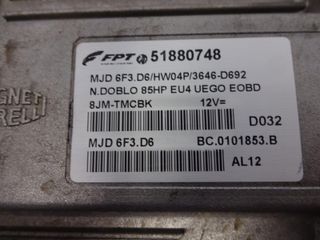 FPT 51880748
MJD 6F3.D6/HW04P/3646-D692
N.DOBLO 85HP EU4 UEGO EOBD
8JM-TMCBK 12V=
D032
MJD 6F3.D6 BC.0101853.B
AL12